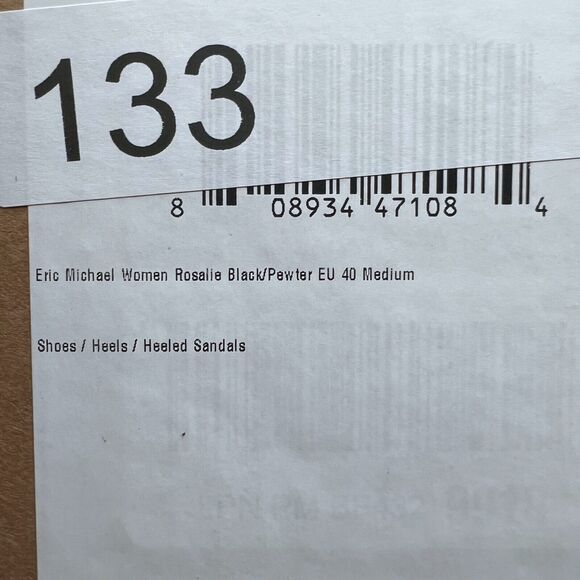 133
8 08934 47108 4
Eric Michael Women Rosalie Black/Pewter EU 40 Medium
Shoes / Heels / Heeled Sandals